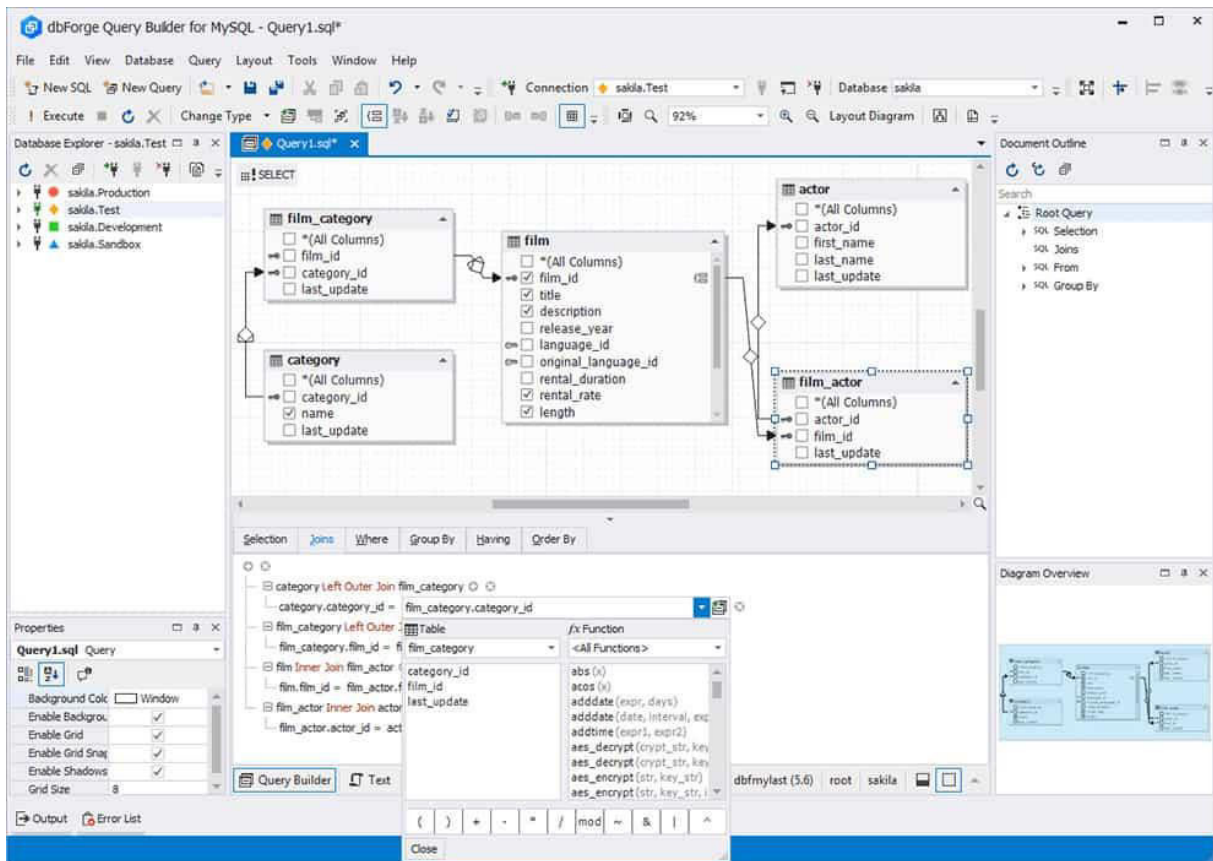 dbForge Query Builder for MySQL - Query1.sql*
File Edit View Database Query Layout Tools Window Help
New SQL New Query Connection sakila.Test Database sakila
Execute Change Type 92% Layout Diagram
Database Explorer - sakila.Test
sakila.Production
sakila.Test
sakila.Development
sakila.Sandbox
Query1.sql*
SELECT
film_category
*(All Columns)
film_id
category_id
last_update
category
*(All Columns)
category_id
name
last_update
film
*(All Columns)
film_id
title
description
release_year
language_id
original_language_id
rental_duration
rental_rate
length
actor
*(All Columns)
actor_id
first_name
last_name
last_update
film_actor
*(All Columns)
actor_id
film_id
last_update
Document Outline
Search
Root Query
SQL Selection
SQL Joins
SQL From
SQL Group By
Selection Joins Where Group By Having Order By
category Left Outer Join film_category
category.category_id = film_category.category_id
film_category Left Outer J
film_category.film_id = fi
film Inner Join film_actor
film.film_id = film_actor.f
film_actor Inner Join actor
film_actor.actor_id = act
Table
film_category
category_id
film_id
last_update
fx Function
<All Functions>
abs (x)
acos (x)
adddate (expr, days)
adddate (date, interval, exp
addtime (expr1, expr2)
aes_decrypt (crypt_str, key
aes_decrypt (crypt_str, key
aes_encrypt (str, key_str)
aes_encrypt (str, key_str, i
( ) + - * / mod ~ & | ^
Close
Properties
Query1.sql Query
Background Colc Window
Enable Backgrou
Enable Grid
Enable Grid Snap
Enable Shadows
Grid Size 8
Query Builder Text
dbfmylast (5.6) root sakila
Diagram Overview
Output Error List